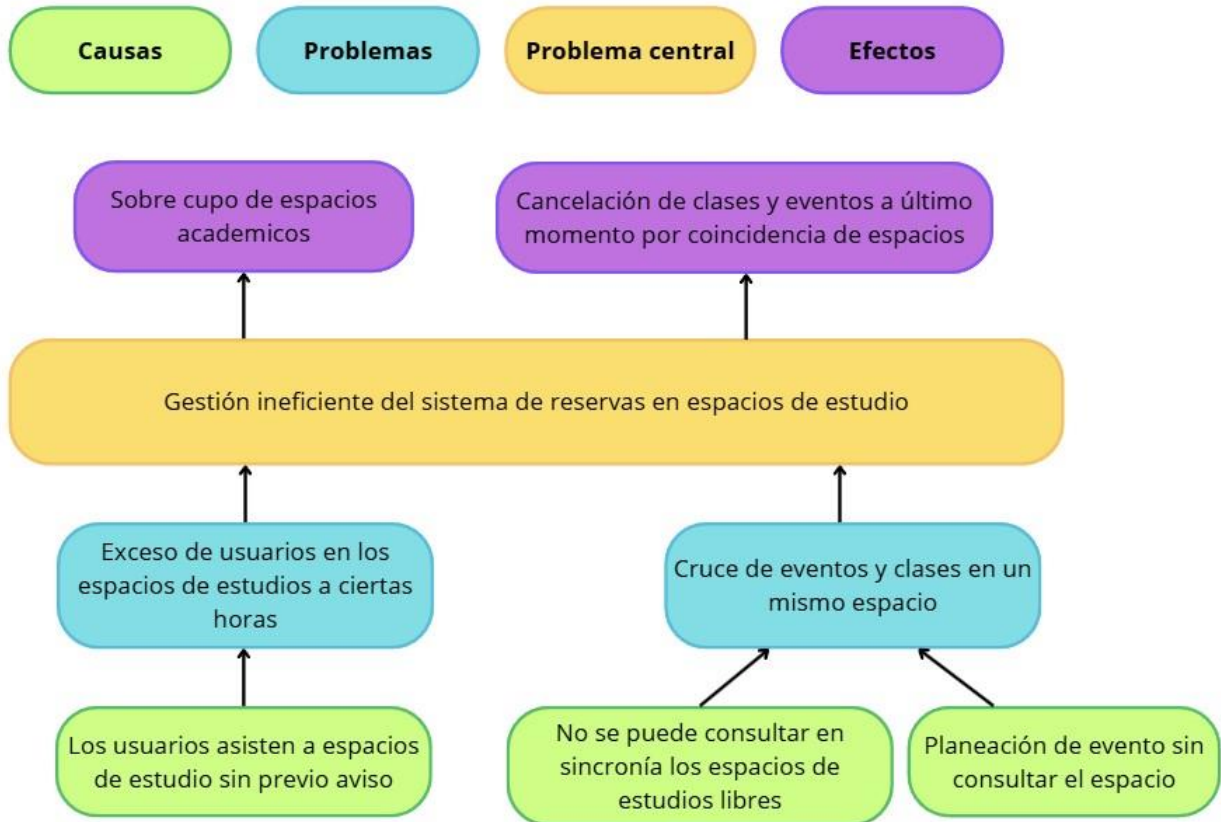 Causas
Problemas
Problema central
Efectos
Sobre cupo de espacios
academicos
Cancelación de clases y eventos a último
momento por coincidencia de espacios
Gestión ineficiente del sistema de reservas en espacios de estudio
Exceso de usuarios en los
espacios de estudios a ciertas
horas
Cruce de eventos y clases en un
mismo espacio
Los usuarios asisten a espacios
de estudio sin previo aviso
No se puede consultar en
sincronía los espacios de
estudios libres
Planeación de evento sin
consultar el espacio